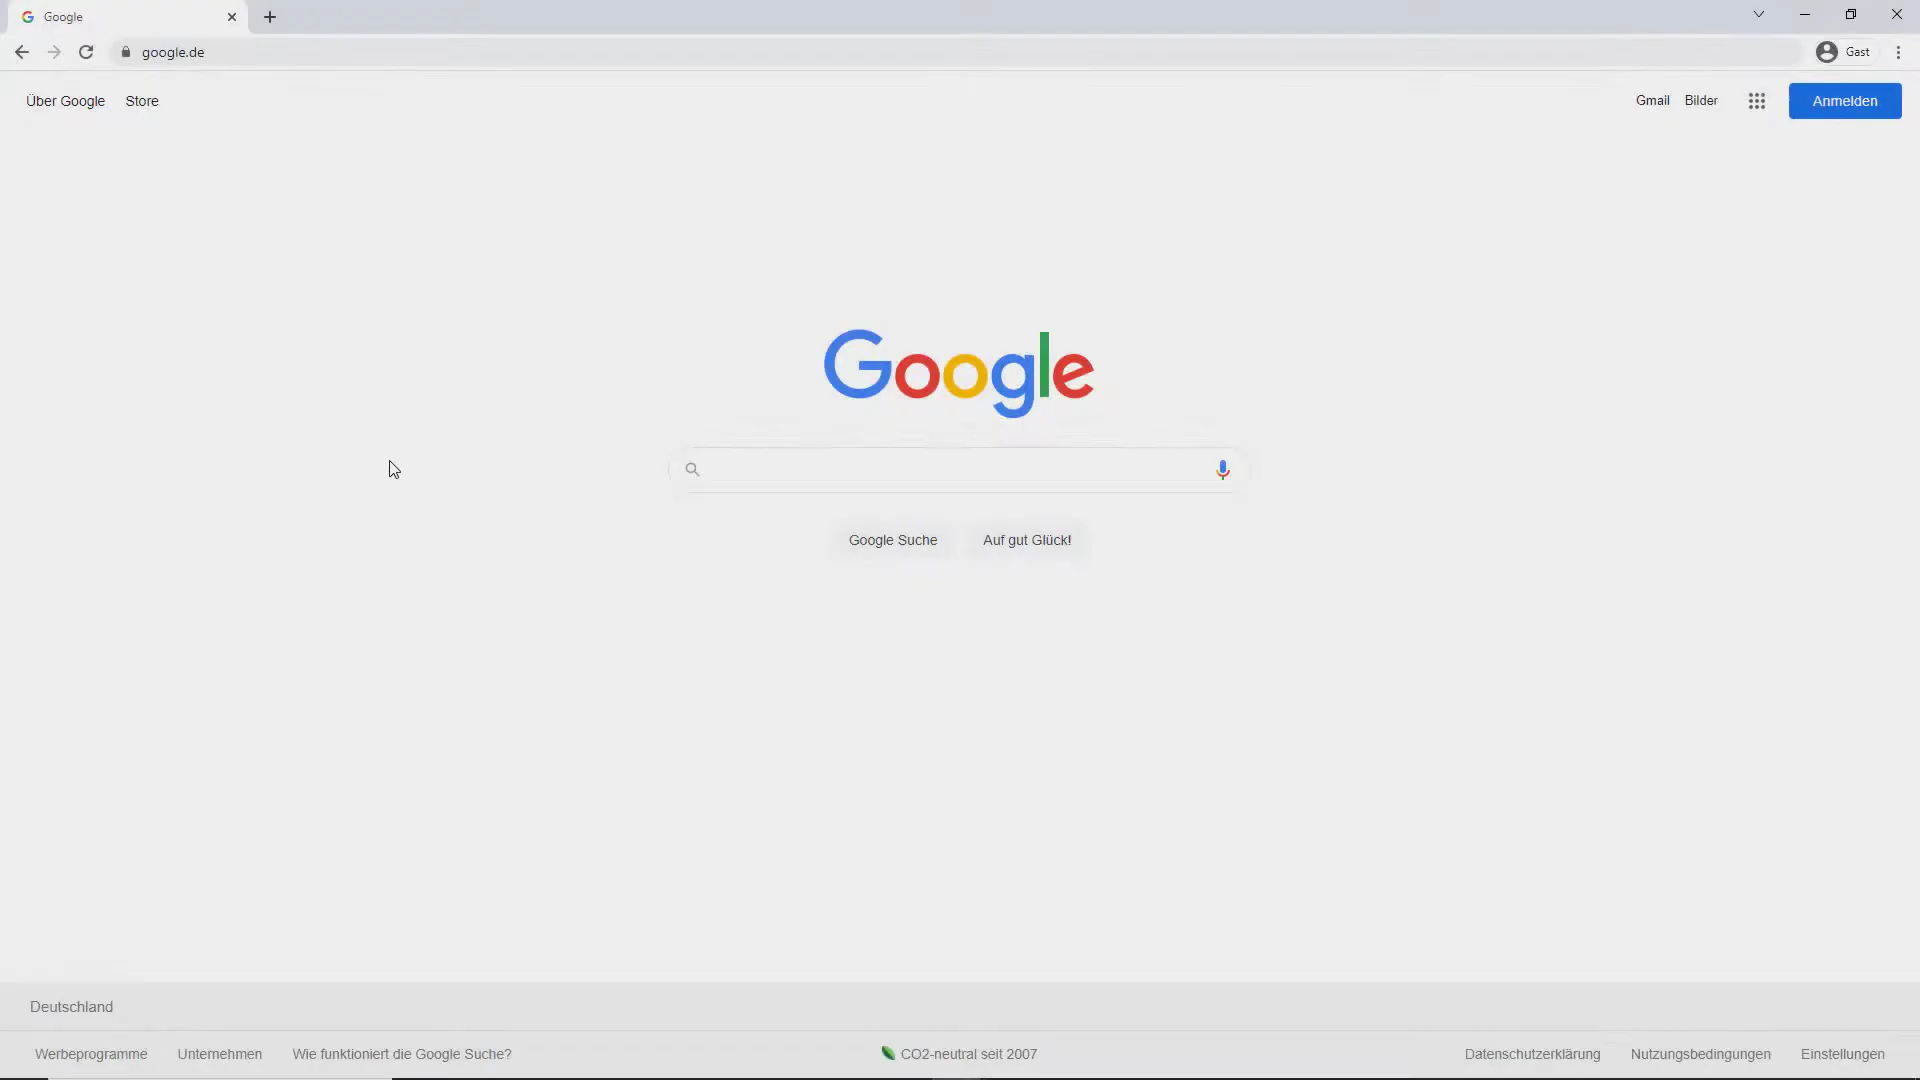 Google
google.de
Gast
Über Google Store
Gmail Bilder Anmelden
Google
Google Suche Auf gut Glück!
Deutschland
Werbeprogramme Unternehmen Wie funktioniert die Google Suche? CO2-neutral seit 2007 Datenschutzerklärung Nutzungsbedingungen Einstellungen